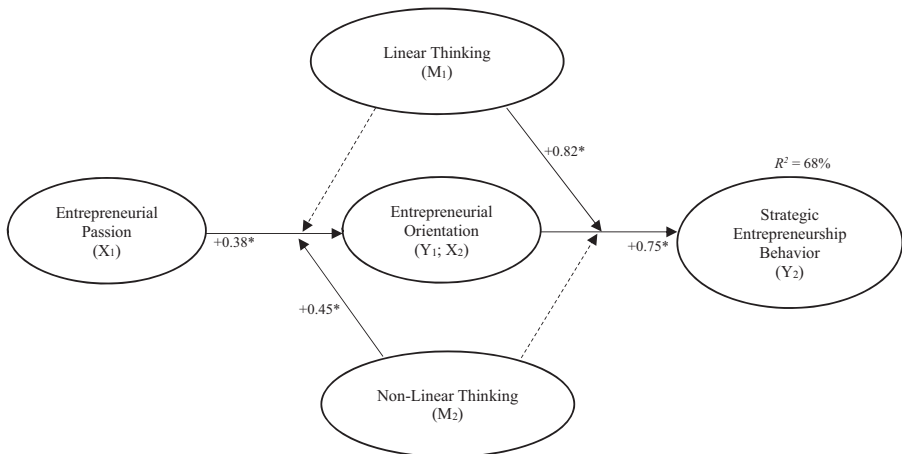 Linear Thinking
(M₁)
+0.82*
R² = 68%
Entrepreneurial
Passion
(X₁)
+0.38*
Entrepreneurial
Orientation
(Y₁; X₂)
+0.75*
Strategic
Entrepreneurship
Behavior
(Y₂)
+0.45*
Non-Linear Thinking
(M₂)